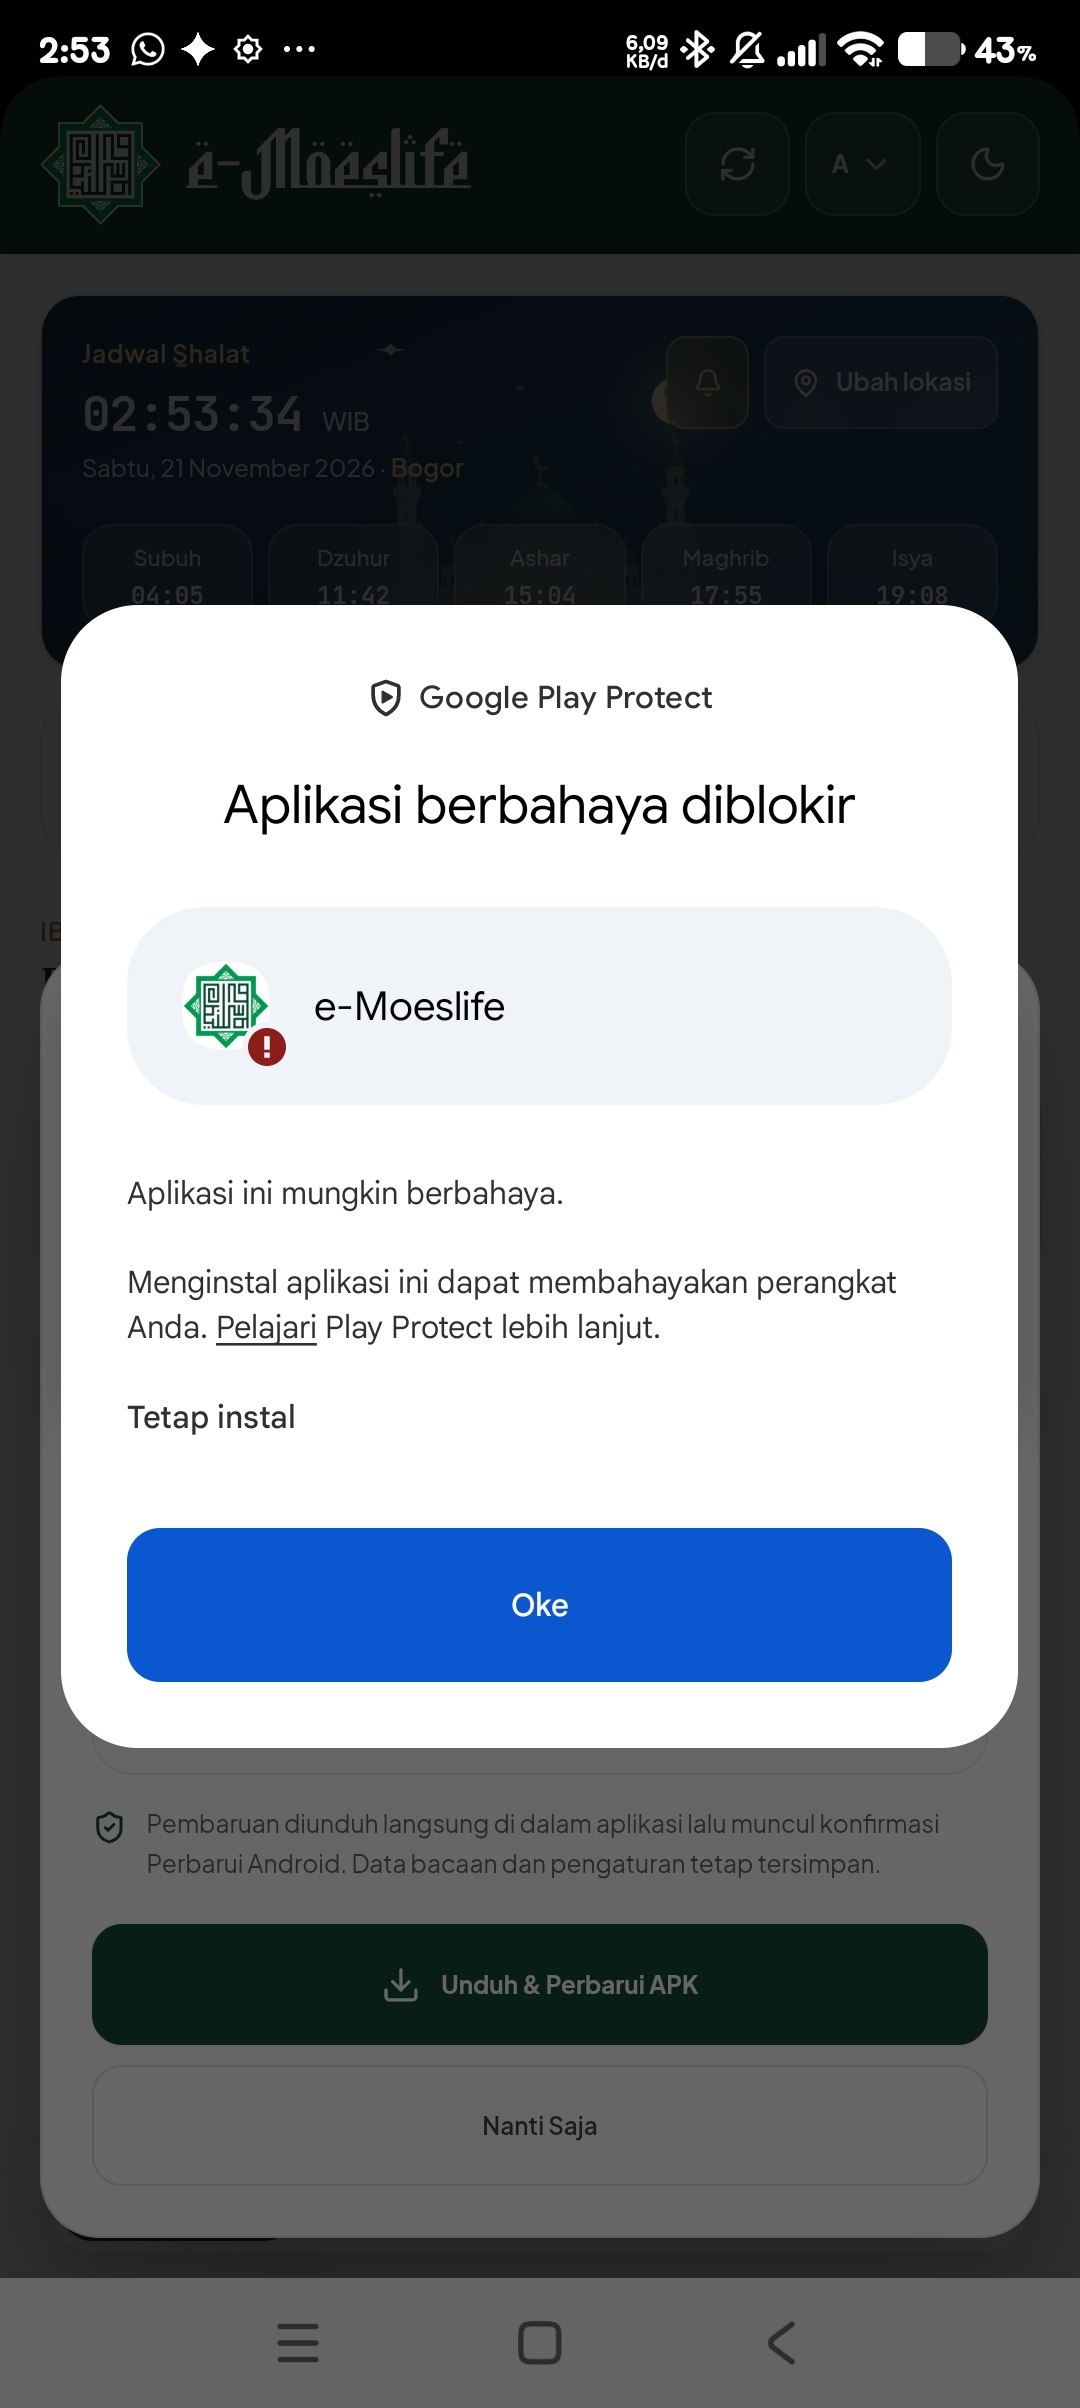 2:53
6,09
KB/d
43%
e-Moeslife
A
Jadwal Shalat
Ubah lokasi
02:53:34 WIB
Sabtu, 21 November 2026 · Bogor
Subuh Dzuhur Ashar Maghrib Isya
04:05 11:42 15:04 17:55 19:08
Google Play Protect
Aplikasi berbahaya diblokir
e-Moeslife
Aplikasi ini mungkin berbahaya.
Menginstal aplikasi ini dapat membahayakan perangkat
Anda. Pelajari Play Protect lebih lanjut.
Tetap instal
Oke
Pembaruan diunduh langsung di dalam aplikasi lalu muncul konfirmasi
Perbarui Android. Data bacaan dan pengaturan tetap tersimpan.
Unduh & Perbarui APK
Nanti Saja